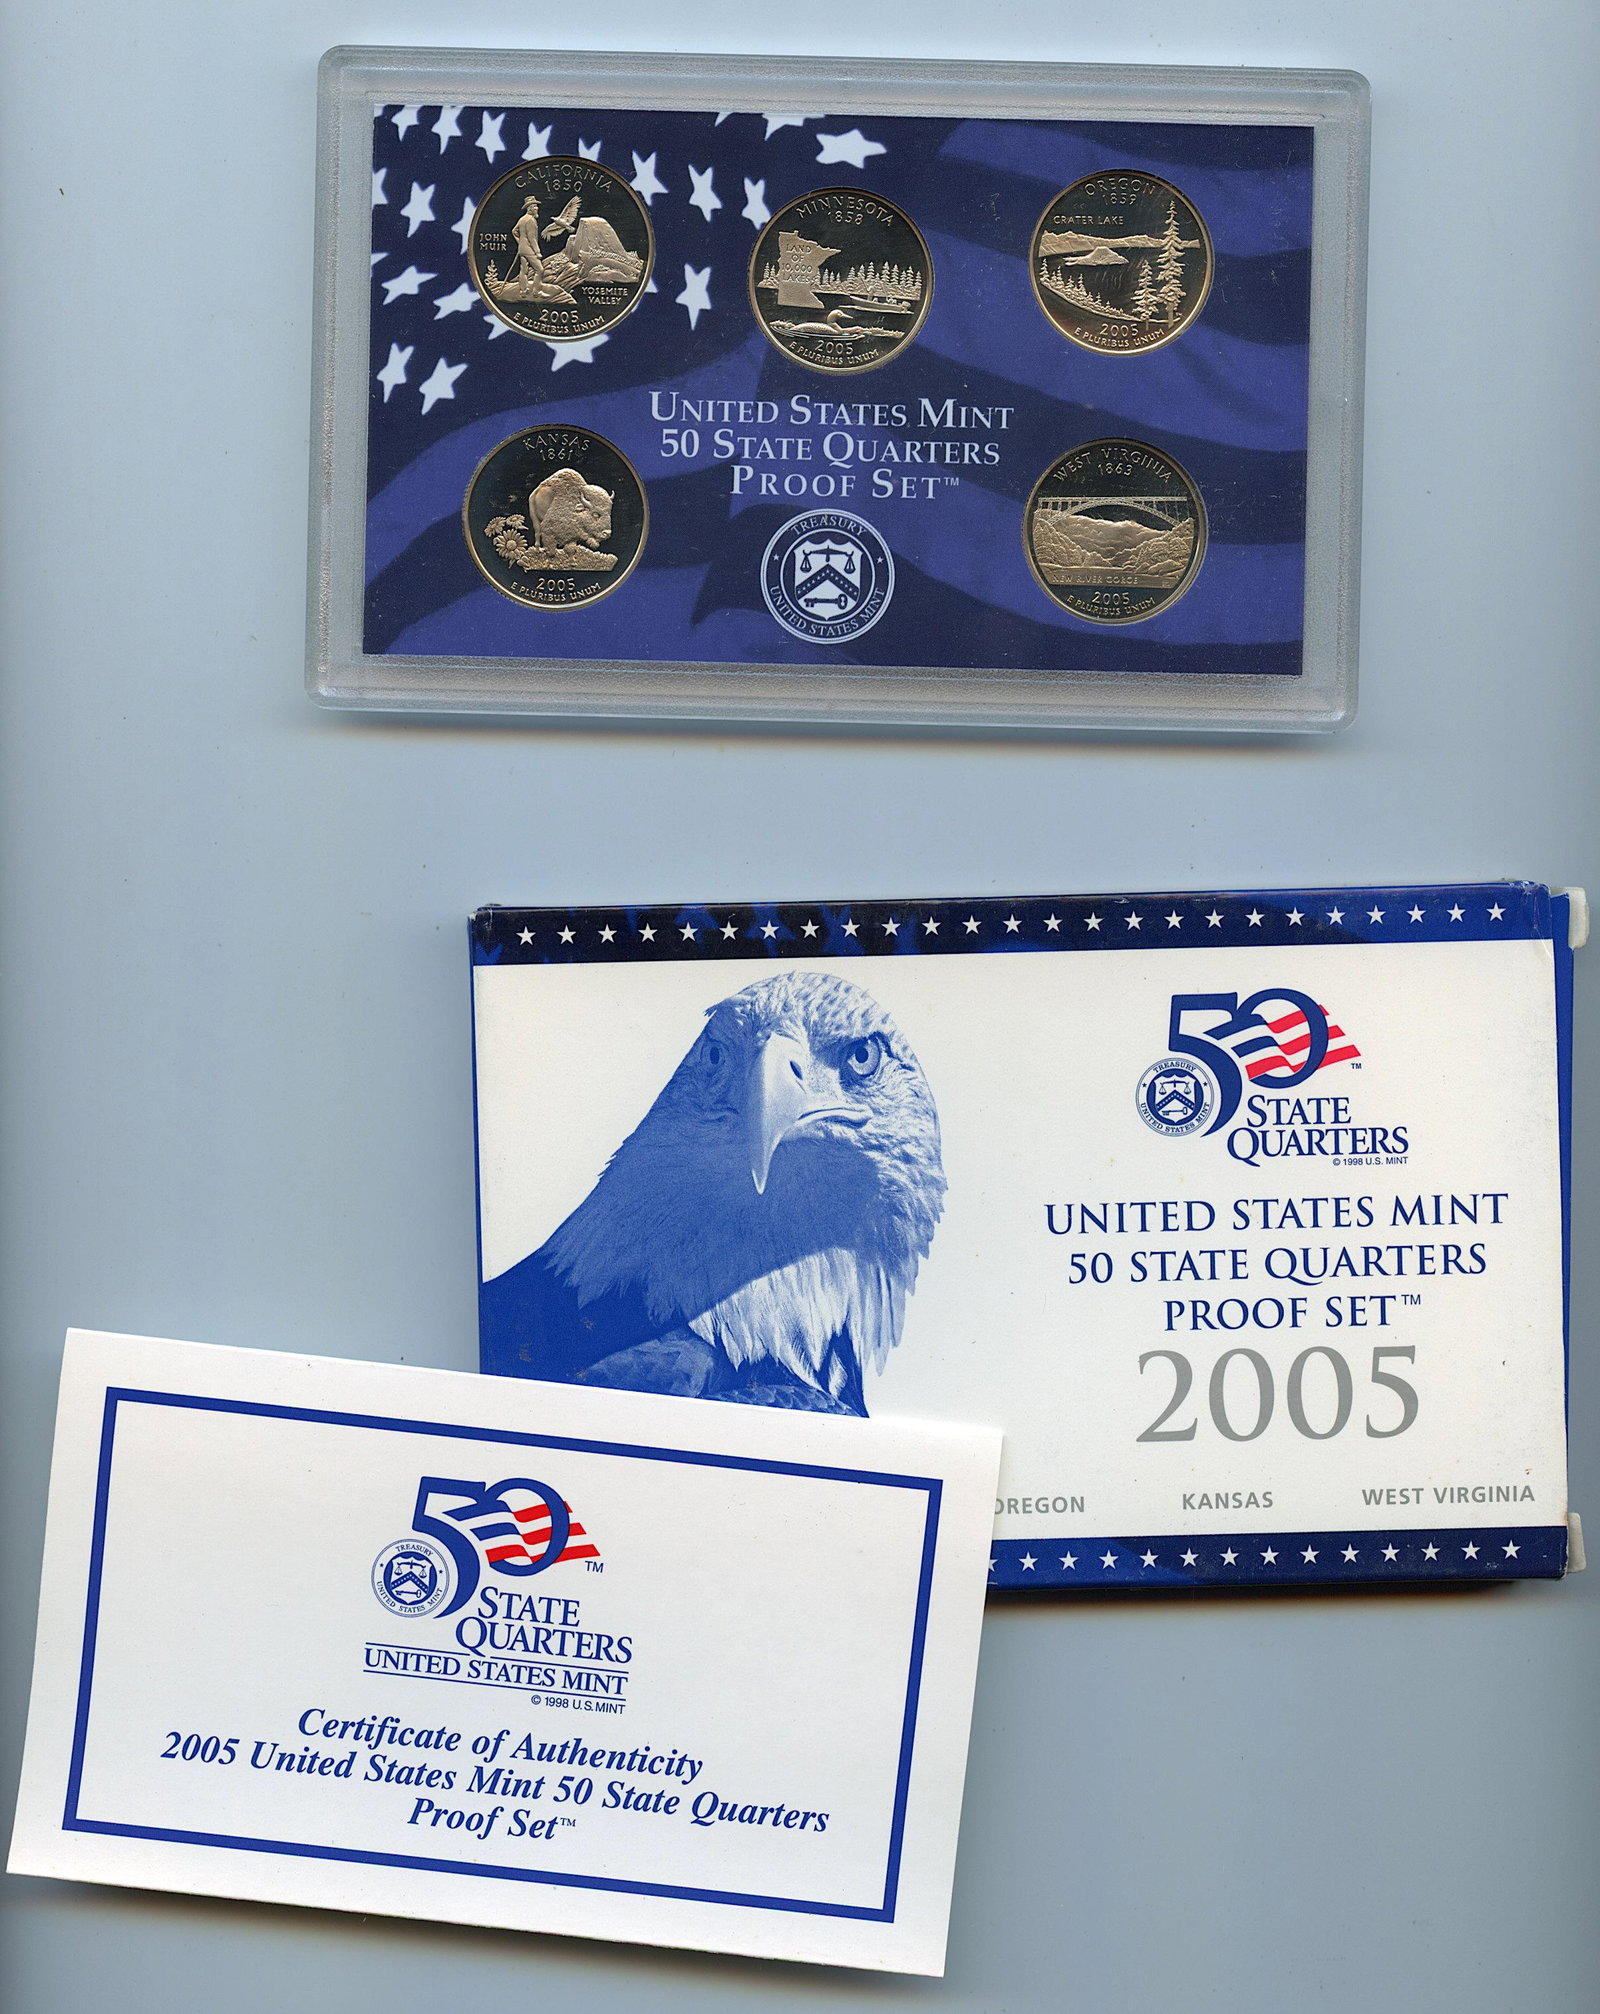 CALIFORNIA
1850
JOHN
MUIR
YOSEMITE
VALLEY
2005
E PLURIBUS UNUM
MINNESOTA
1858
LAND
OF
10,000
LAKES
2005
E PLURIBUS UNUM
OREGON
1859
CRATER LAKE
2005
E PLURIBUS UNUM
KANSAS
1861
2005
E PLURIBUS UNUM
UNITED STATES MINT
50 STATE QUARTERS
PROOF SET™
TREASURY
UNITED STATES MINT
WEST VIRGINIA
1863
NEW RIVER GORGE
2005
E PLURIBUS UNUM
50 ™
TREASURY
UNITED STATES MINT
STATE
QUARTERS
© 1998 U.S. MINT
UNITED STATES MINT
50 STATE QUARTERS
PROOF SET™
2005
OREGON KANSAS WEST VIRGINIA
50 TM
TREASURY
UNITED STATES MINT
STATE
QUARTERS
UNITED STATES MINT
© 1998 U.S. MINT
Certificate of Authenticity
2005 United States Mint 50 State Quarters
Proof Set™